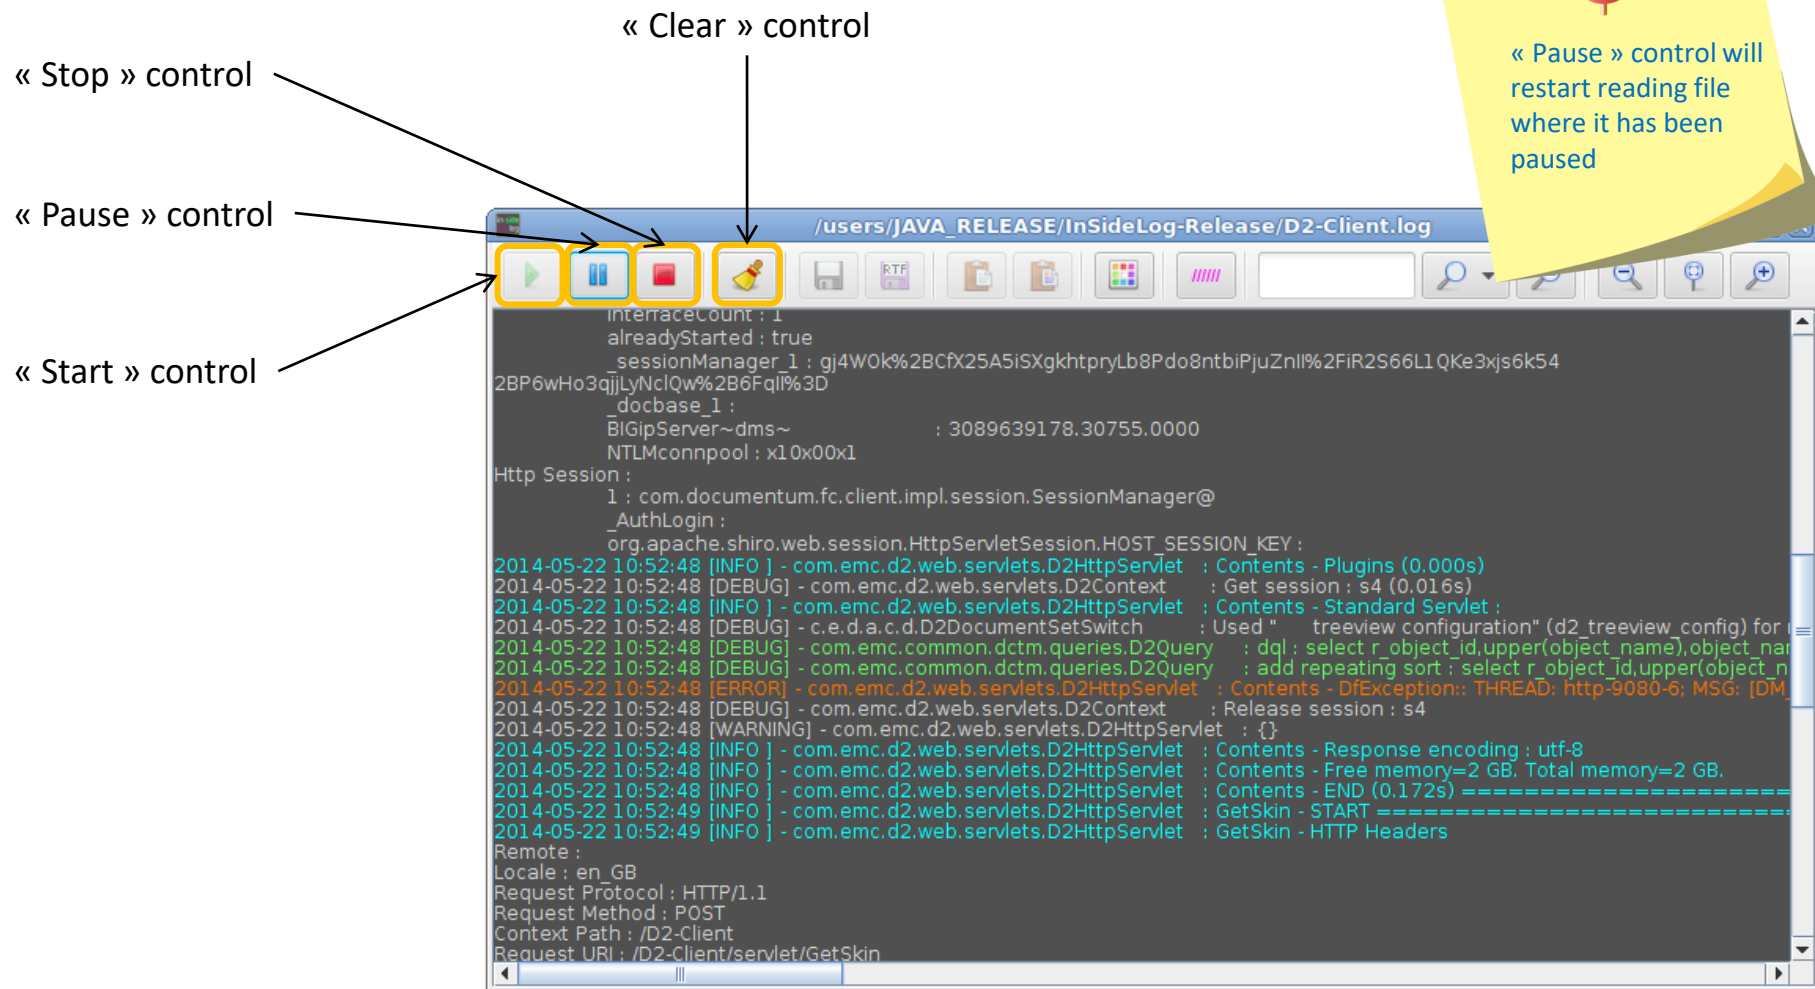 « Clear » control
« Stop » control
« Pause » control will
restart reading file
where it has been
paused
« Pause » control
« Start » control
/users/JAVA_RELEASE/InSideLog-Release/D2-Client.log
RTF
interfaceCount : 1
alreadyStarted : true
_sessionManager_1 : gj4WOk%2BCfX25A5iSXgkhtpryLb8Pdo8ntbiPjuZnIl%2FiR2S66L1QKe3xjs6k54
2BP6wHo3qjjLyNclQw%2B6FqII%3D
_docbase_1 :
BIGipServer~dms~ : 3089639178.30755.0000
NTLMconnpool : x10x00x1
Http Session :
1 : com.documentum.fc.client.impl.session.SessionManager@
_AuthLogin :
org.apache.shiro.web.session.HttpServletSession.HOST_SESSION_KEY :
2014-05-22 10:52:48 [INFO ] - com.emc.d2.web.servlets.D2HttpServlet : Contents - Plugins (0.000s)
2014-05-22 10:52:48 [DEBUG] - com.emc.d2.web.servlets.D2Context : Get session : s4 (0.016s)
2014-05-22 10:52:48 [INFO ] - com.emc.d2.web.servlets.D2HttpServlet : Contents - Standard Servlet :
2014-05-22 10:52:48 [DEBUG] - c.e.d.a.c.d.D2DocumentSetSwitch : Used " treeview configuration" (d2_treeview_config) for
2014-05-22 10:52:48 [DEBUG] - com.emc.common.dctm.queries.D2Query : dql : select r_object_id,upper(object_name),object_nar
2014-05-22 10:52:48 [DEBUG] - com.emc.common.dctm.queries.D2Query : add repeating sort : select r_object_id,upper(object_n
2014-05-22 10:52:48 [ERROR] - com.emc.d2.web.servlets.D2HttpServlet : Contents - DfException:: THREAD: http-9080-6; MSG: [DM_
2014-05-22 10:52:48 [DEBUG] - com.emc.d2.web.servlets.D2Context : Release session : s4
2014-05-22 10:52:48 [WARNING] - com.emc.d2.web.servlets.D2HttpServlet : {}
2014-05-22 10:52:48 [INFO ] - com.emc.d2.web.servlets.D2HttpServlet : Contents - Response encoding : utf-8
2014-05-22 10:52:48 [INFO ] - com.emc.d2.web.servlets.D2HttpServlet : Contents - Free memory=2 GB. Total memory=2 GB.
2014-05-22 10:52:48 [INFO ] - com.emc.d2.web.servlets.D2HttpServlet : Contents - END (0.172s) =====================
2014-05-22 10:52:49 [INFO ] - com.emc.d2.web.servlets.D2HttpServlet : GetSkin - START ==========================
2014-05-22 10:52:49 [INFO ] - com.emc.d2.web.servlets.D2HttpServlet : GetSkin - HTTP Headers
Remote :
Locale : en_GB
Request Protocol : HTTP/1.1
Request Method : POST
Context Path : /D2-Client
Request URI : /D2-Client/servlet/GetSkin